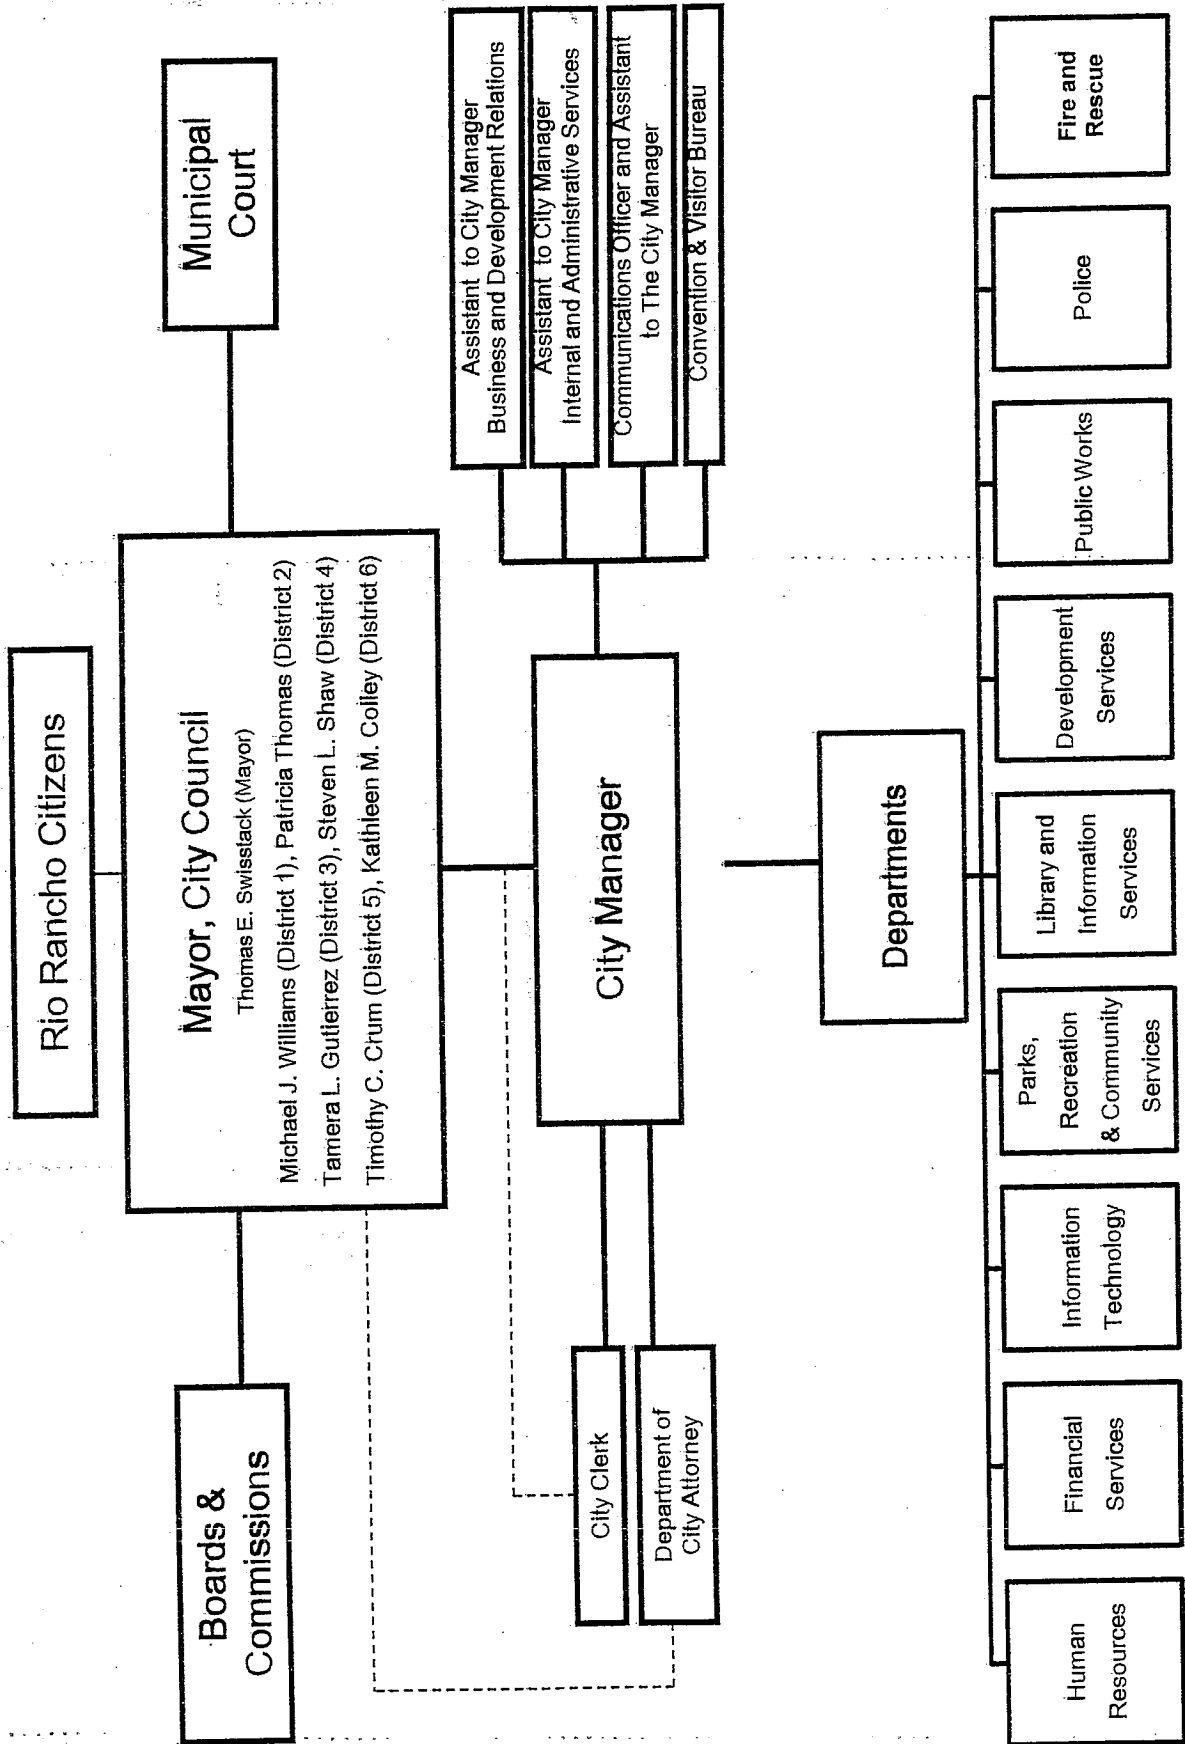 Rio Rancho Citizens
Mayor, City Council
Thomas E. Swisstack (Mayor)
Michael J. Williams (District 1), Patricia Thomas (District 2)
Tamera L. Gutierrez (District 3), Steven L. Shaw (District 4)
Timothy C. Crum (District 5), Kathleen M. Colley (District 6)
Boards &
Commissions
Municipal
Court
City Manager
City Clerk
Department of
City Attorney
Assistant to City Manager
Business and Development Relations
Assistant to City Manager
Internal and Administrative Services
Communications Officer and Assistant
to The City Manager
Convention & Visitor Bureau
Departments
Human
Resources
Financial
Services
Information
Technology
Parks,
Recreation
& Community
Services
Library and
Information
Services
Development
Services
Public Works
Police
Fire and
Rescue